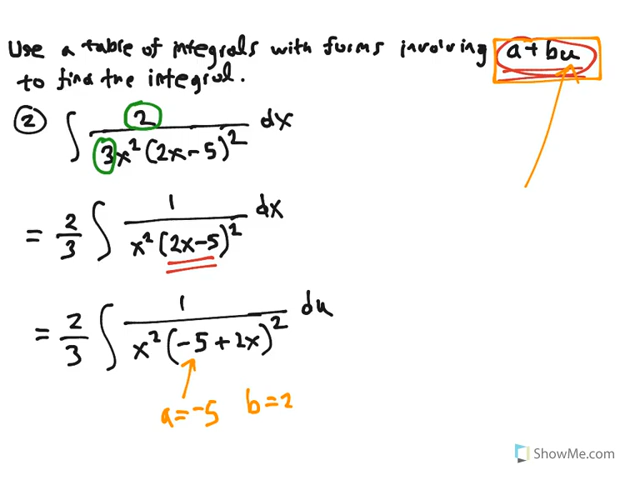 Use a table of integrals with forms involving a + bu
to find the integral.
② ∫ 2 / 3x²(2x-5)² dx
= 2/3 ∫ 1 / x²(2x-5)² dx
= 2/3 ∫ 1 / x²(-5+2x)² du
a=-5 b=2
ShowMe.com